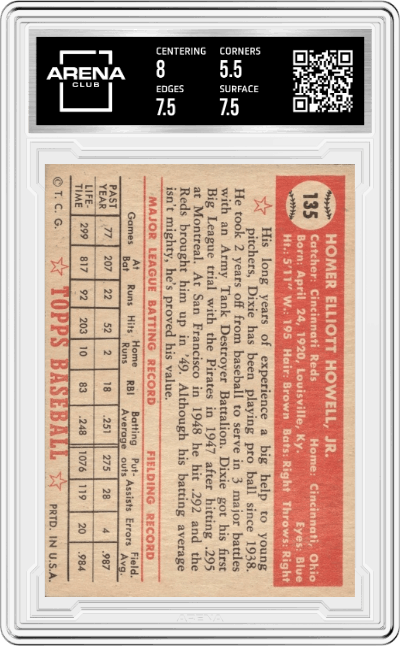 ARENA
CLUB
CENTERING
8
CORNERS
5.5
EDGES
7.5
SURFACE
7.5
135
HOMER ELLIOTT HOWELL, JR.
Catcher: Cincinnati Reds Home: Cincinnati, Ohio
Born: April 24, 1920, Louisville, Ky. Eyes: Blue
Ht.: 5'11" W.: 195 Hair: Brown Bats: Right Throws: Right
His long years of experience a big help to young
pitchers, Dixie has been playing pro ball since 1938.
He took 2 years off from baseball to serve in 3 major battles
with an Army Tank Destroyer Battalion. Dixie got his first
Big League trial with the Pirates in 1947 after hitting .295
at Montreal. At San Francisco in 1948 he hit .292 and the
Reds brought him up in '49. Although his batting average
isn't mighty, he's proved his value.
MAJOR LEAGUE BATTING RECORD FIELDING RECORD
Games At Bat Runs Hits Home Runs RBI Batting Average Put-outs Assists Errors Field. Avg.
PAST YEAR 77 207 22 52 2 18 .251 275 28 4 .987
LIFE-TIME 299 817 92 203 10 83 .248 1076 119 20 .984
© T. C. G. TOPPS BASEBALL PRTD. IN U.S.A.
ARENA